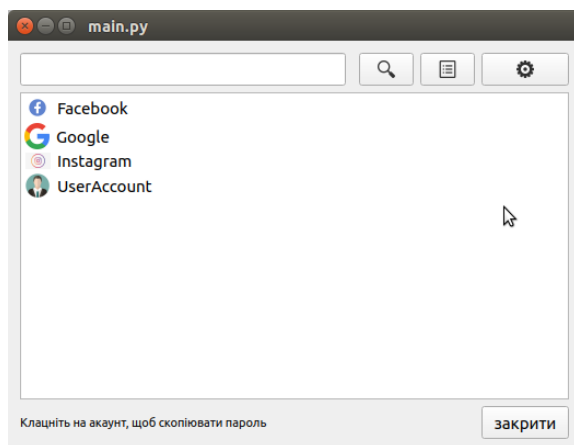 main.py
Facebook
Google
Instagram
UserAccount
Клацніть на акаунт, щоб скопіювати пароль
закрити